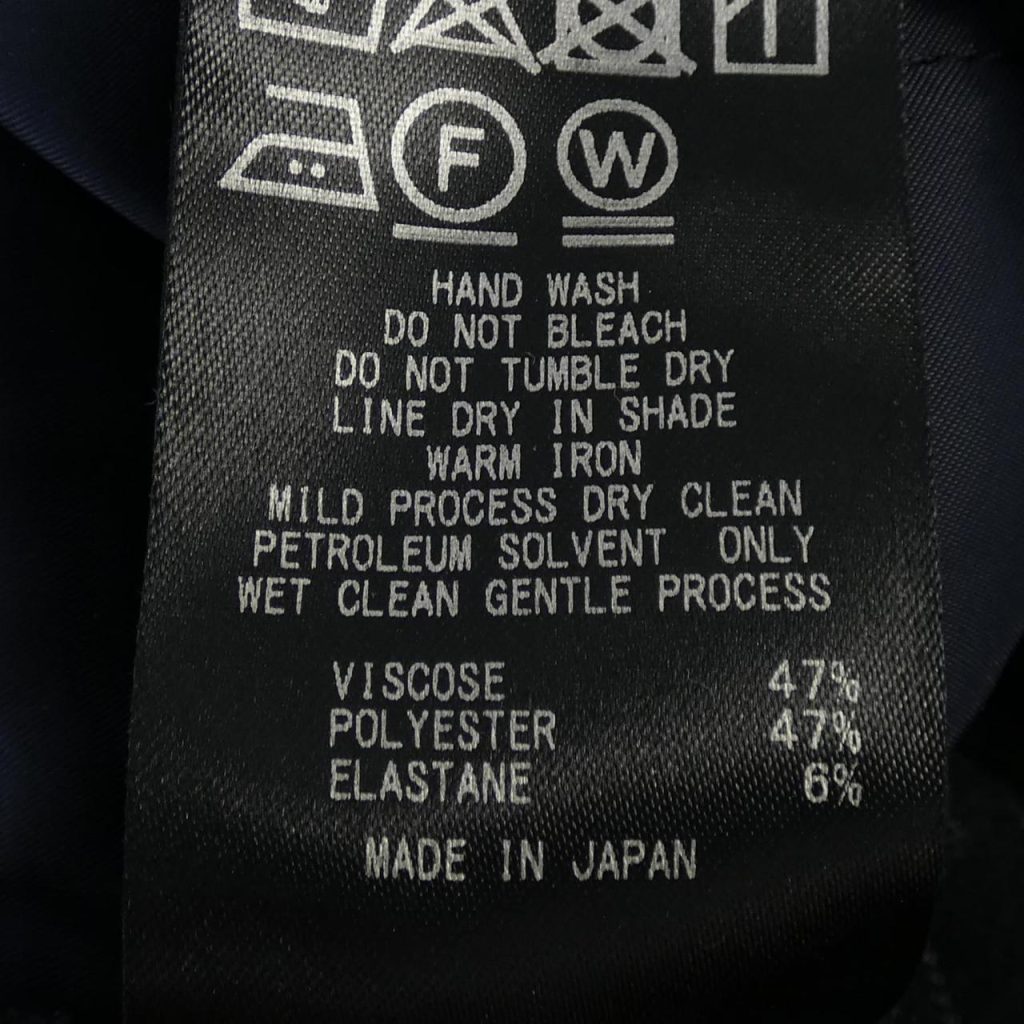 F W
HAND WASH
DO NOT BLEACH
DO NOT TUMBLE DRY
LINE DRY IN SHADE
WARM IRON
MILD PROCESS DRY CLEAN
PETROLEUM SOLVENT ONLY
WET CLEAN GENTLE PROCESS
VISCOSE 47%
POLYESTER 47%
ELASTANE 6%
MADE IN JAPAN